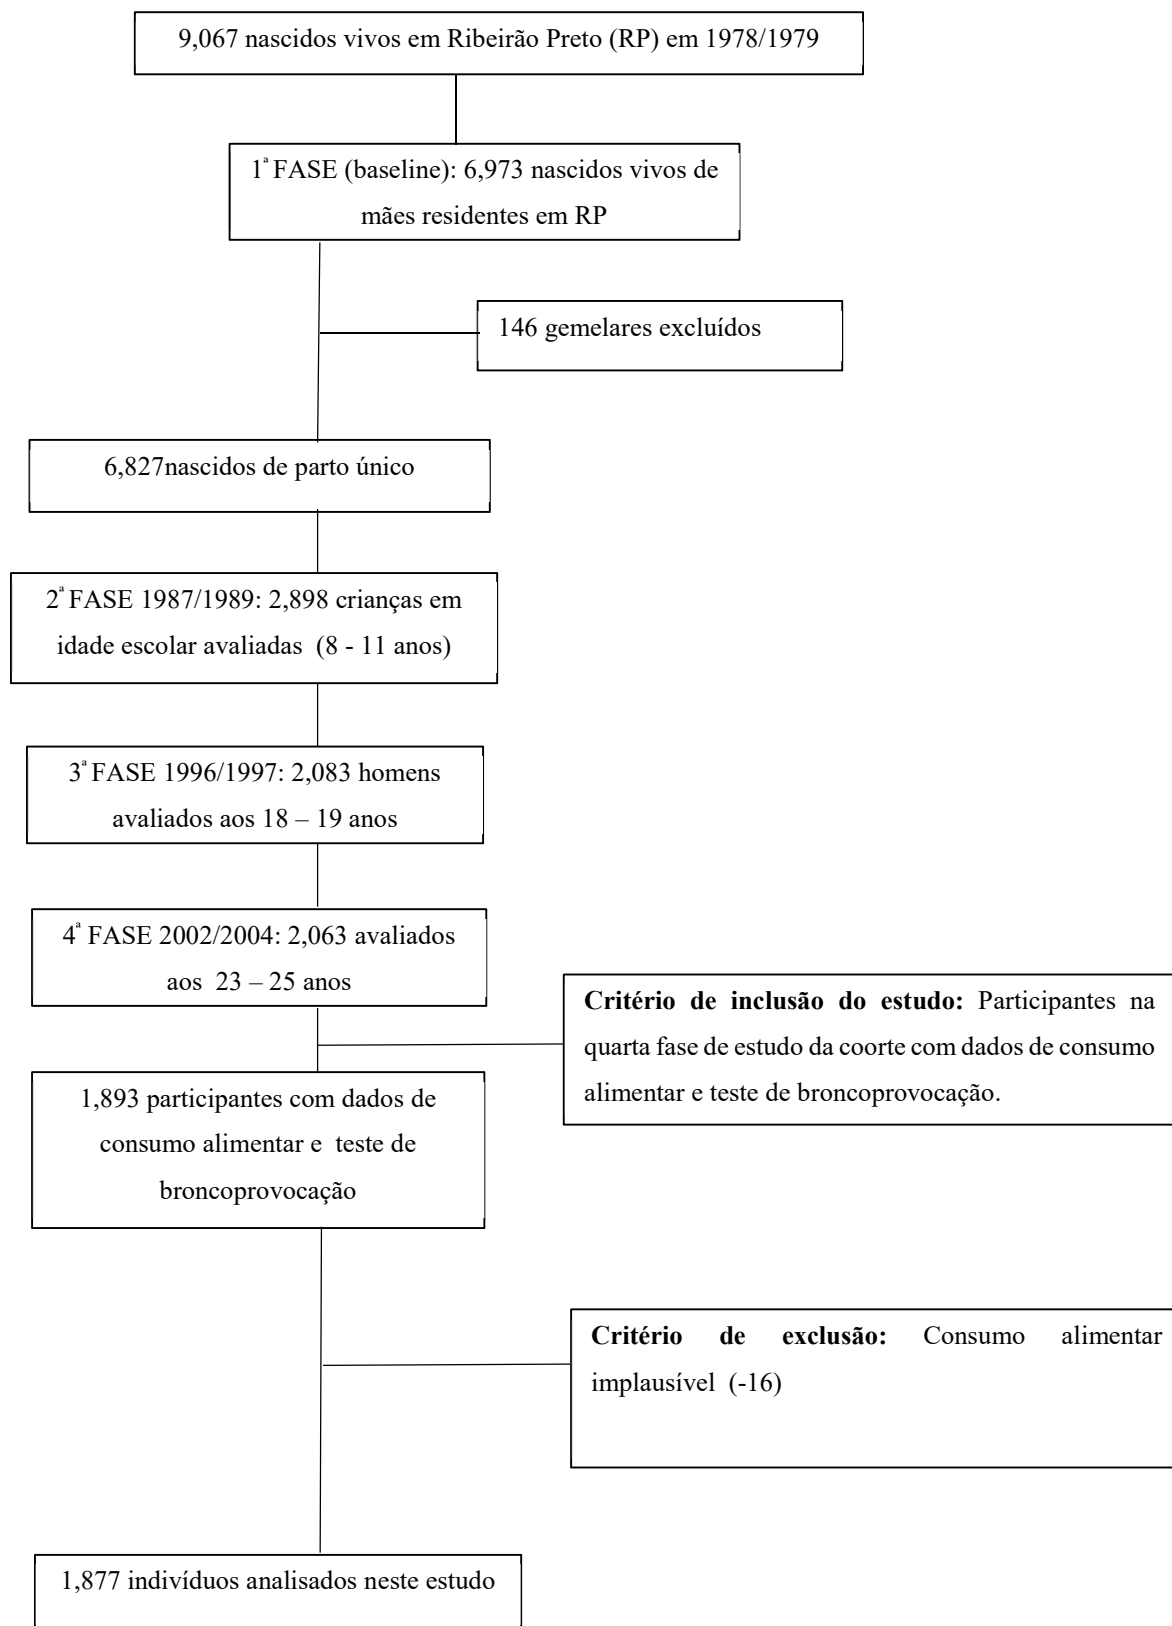 9,067 nascidos vivos em Ribeirão Preto (RP) em 1978/1979
1ª FASE (baseline): 6,973 nascidos vivos de
mães residentes em RP
146 gemelares excluídos
6,827nascidos de parto único
2ª FASE 1987/1989: 2,898 crianças em
idade escolar avaliadas (8 - 11 anos)
3ª FASE 1996/1997: 2,083 homens
avaliados aos 18 – 19 anos
4ª FASE 2002/2004: 2,063 avaliados
aos 23 – 25 anos
Critério de inclusão do estudo: Participantes na
quarta fase de estudo da coorte com dados de consumo
alimentar e teste de broncoprovocação.
1,893 participantes com dados de
consumo alimentar e teste de
broncoprovocação
Critério de exclusão: Consumo alimentar
implausível (-16)
1,877 indivíduos analisados neste estudo